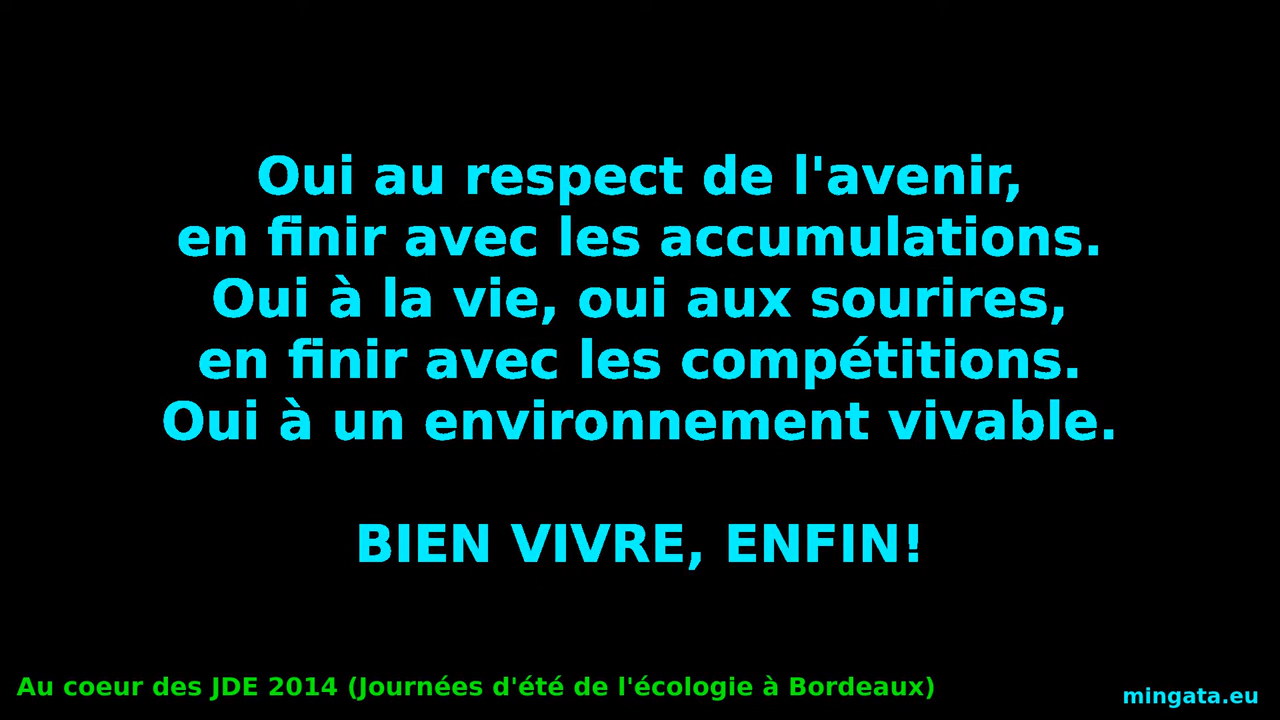 Oui au respect de l'avenir,
en finir avec les accumulations.
Oui à la vie, oui aux sourires,
en finir avec les compétitions.
Oui à un environnement vivable.
BIEN VIVRE, ENFIN!
Au coeur des JDE 2014 (Journées d'été de l'écologie à Bordeaux)
mingata.eu